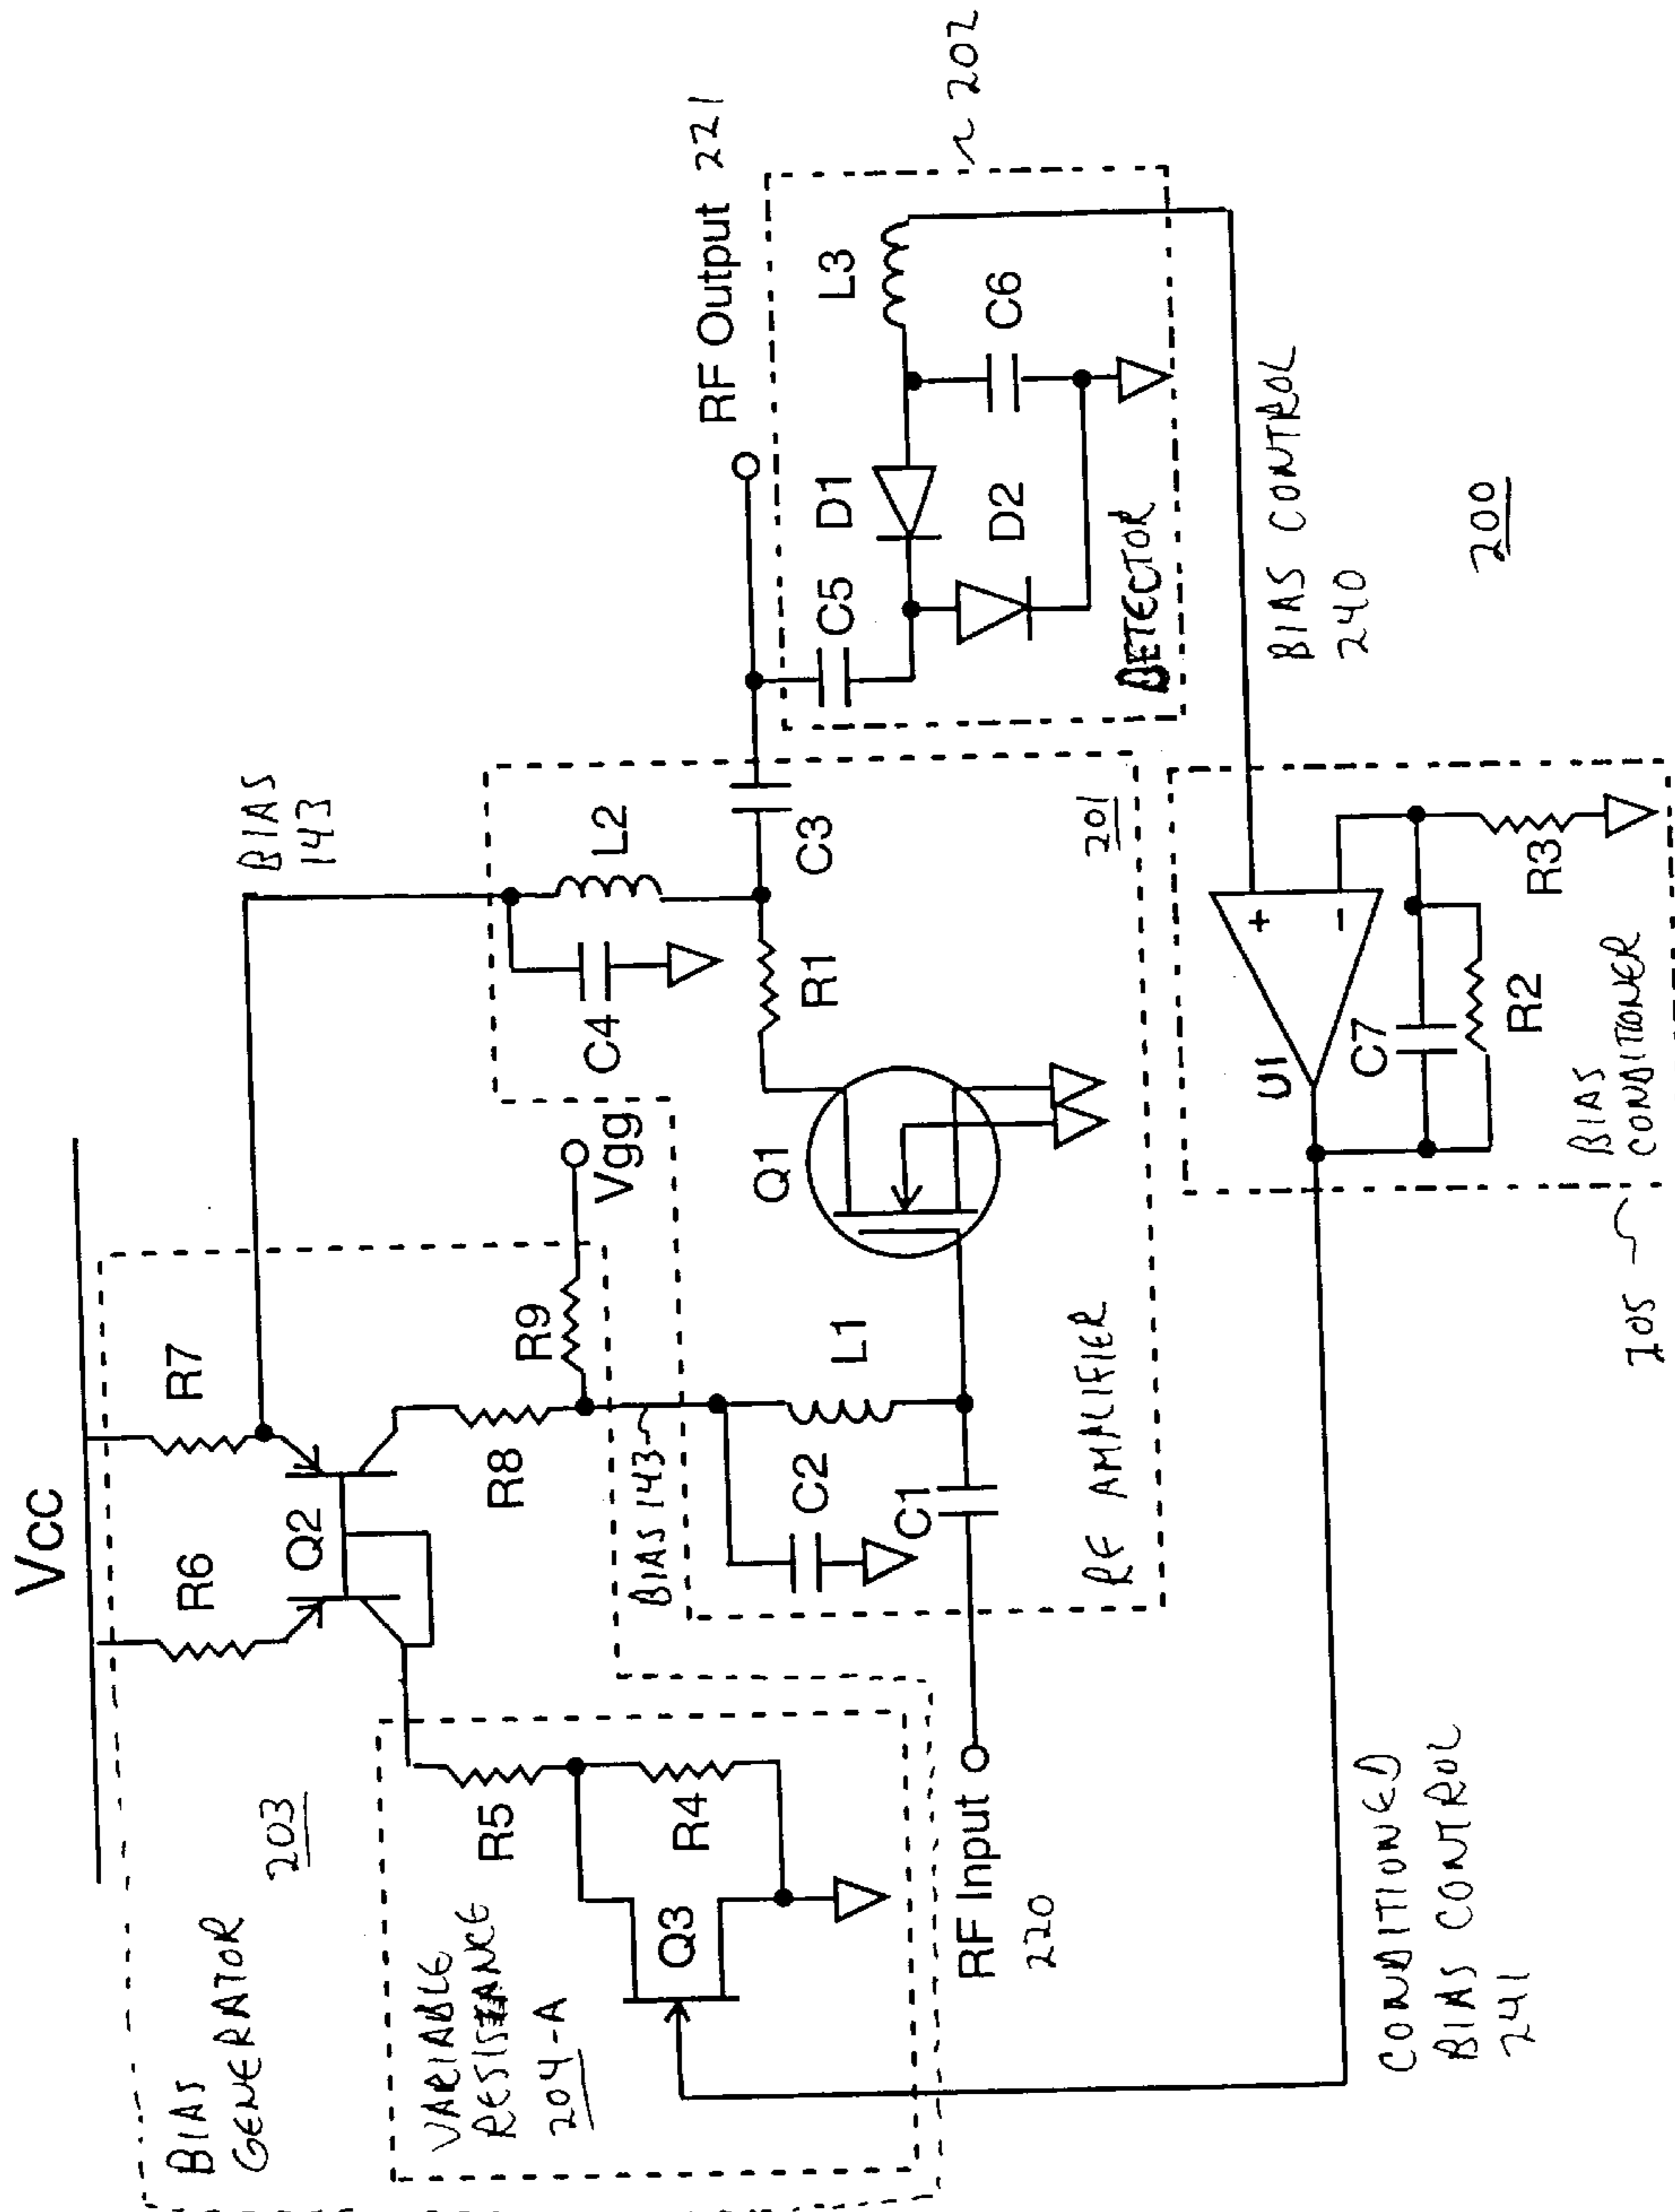 Vcc
BIAS
GENERATOR
203
R6
R7
Q2
BIAS
143
VARIABLE
RESISTANCE
204-A
R5
R4
Q3
R8
R9
Vgg
BIAS 143
C2
L1
C1
RF Input
220
RF AMPLIFIER
Q1
C4
L2
R1
C3
201
RF Output 221
202
C5
D1
L3
D2
C6
DETECTOR
BIAS CONTROL
240
U1
+
−
C7
R2
R3
BIAS
CONDITIONER
205
CONDITIONED
BIAS CONTROL
241
200